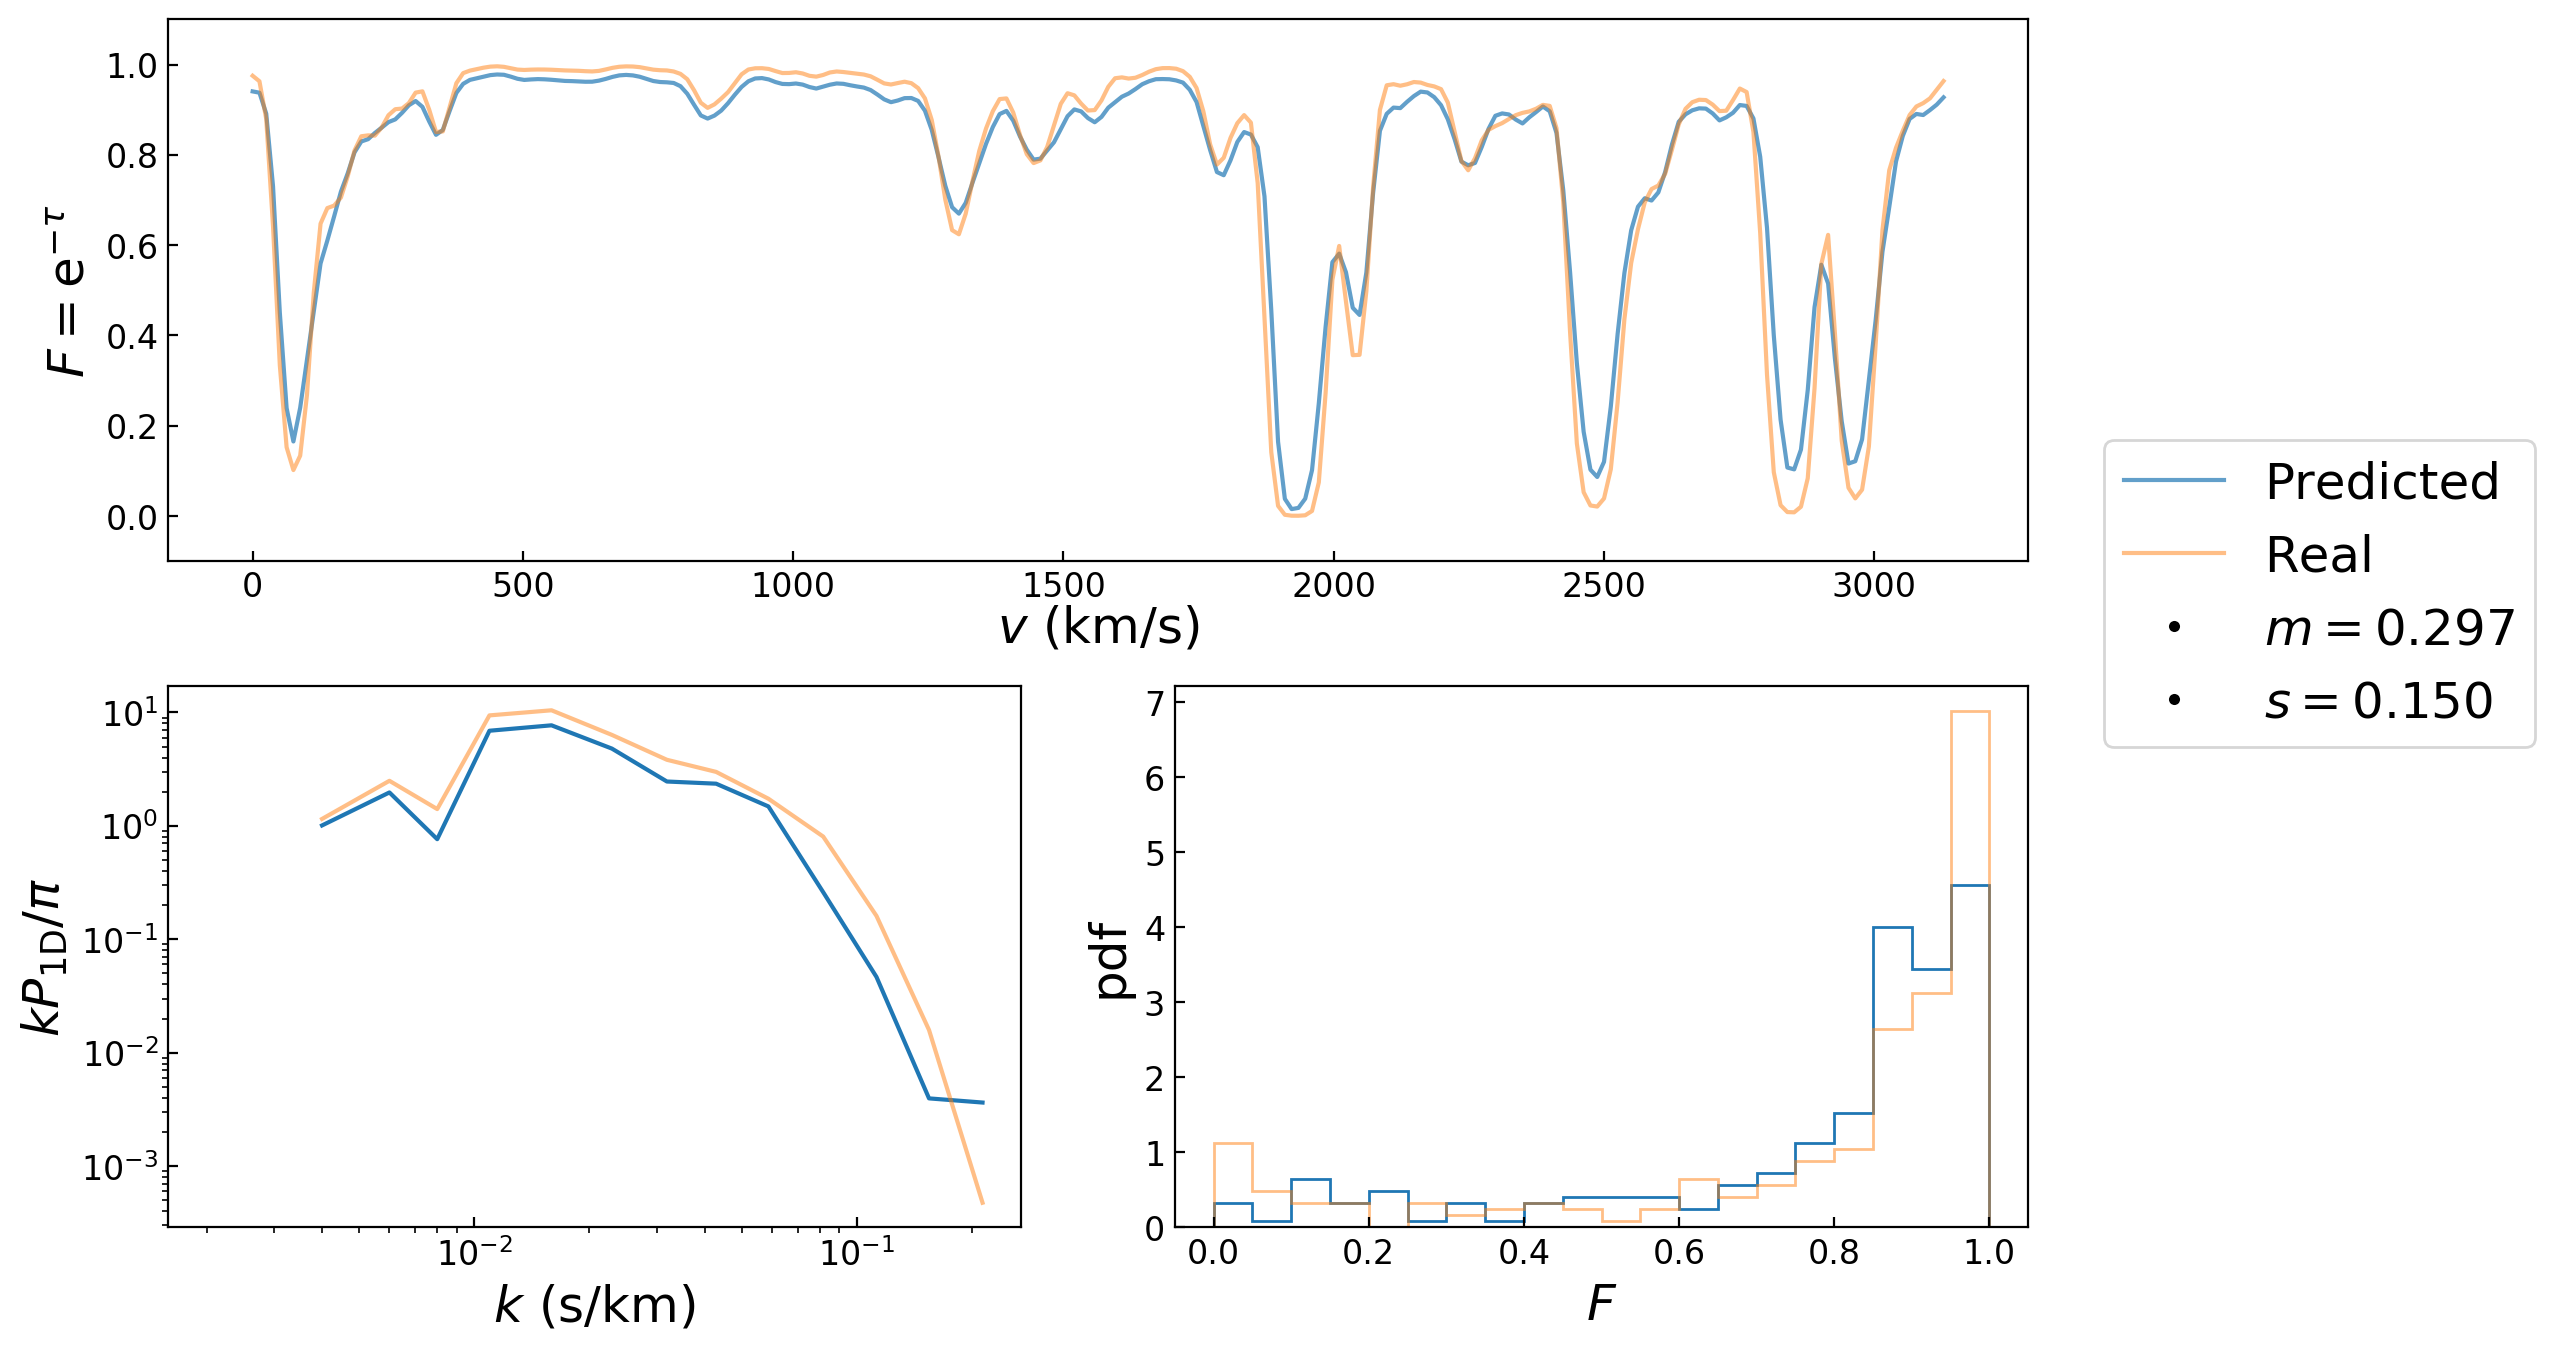 1.0
0.8
0.6
0.4
0.2
0.0
F = e^{−τ}
0 500 1000 1500 2000 2500 3000
v (km/s)
Predicted
Real
m = 0.297
s = 0.150
10^1
10^0
10^{−1}
10^{−2}
10^{−3}
kP_{1D}/π
10^{−2} 10^{−1}
k (s/km)
7
6
5
4
3
2
1
0
pdf
0.0 0.2 0.4 0.6 0.8 1.0
F